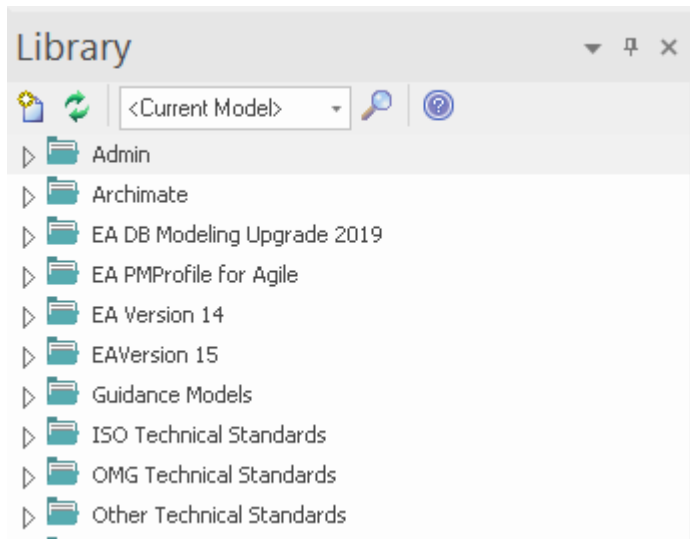 Library
<Current Model>
Admin
Archimate
EA DB Modeling Upgrade 2019
EA PMProfile for Agile
EA Version 14
EAVersion 15
Guidance Models
ISO Technical Standards
OMG Technical Standards
Other Technical Standards